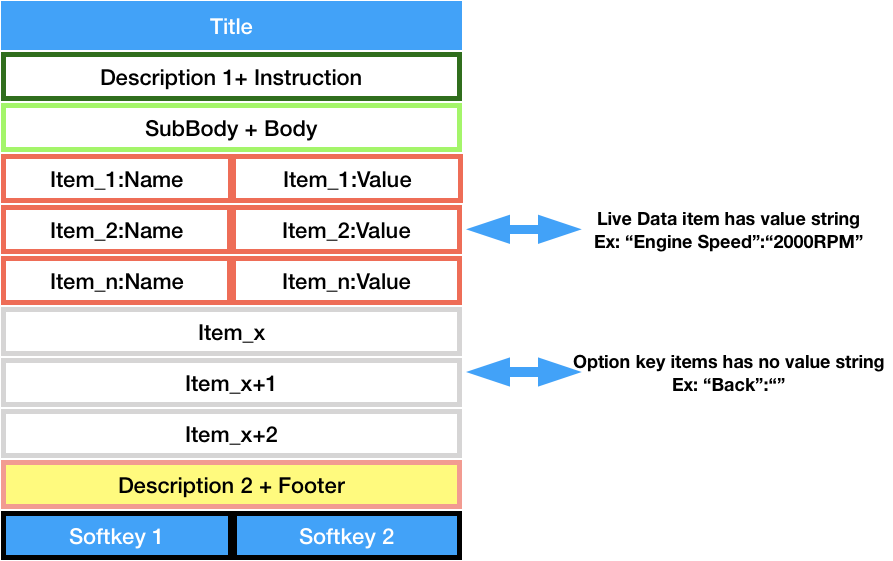 Title
Description 1+ Instruction
SubBody + Body
Item_1:Name
Item_1:Value
Item_2:Name
Item_2:Value
Live Data item has value string
Ex: “Engine Speed”:“2000RPM”
Item_n:Name
Item_n:Value
Item_x
Item_x+1
Option key items has no value string
Ex: “Back”:“”
Item_x+2
Description 2 + Footer
Softkey 1
Softkey 2